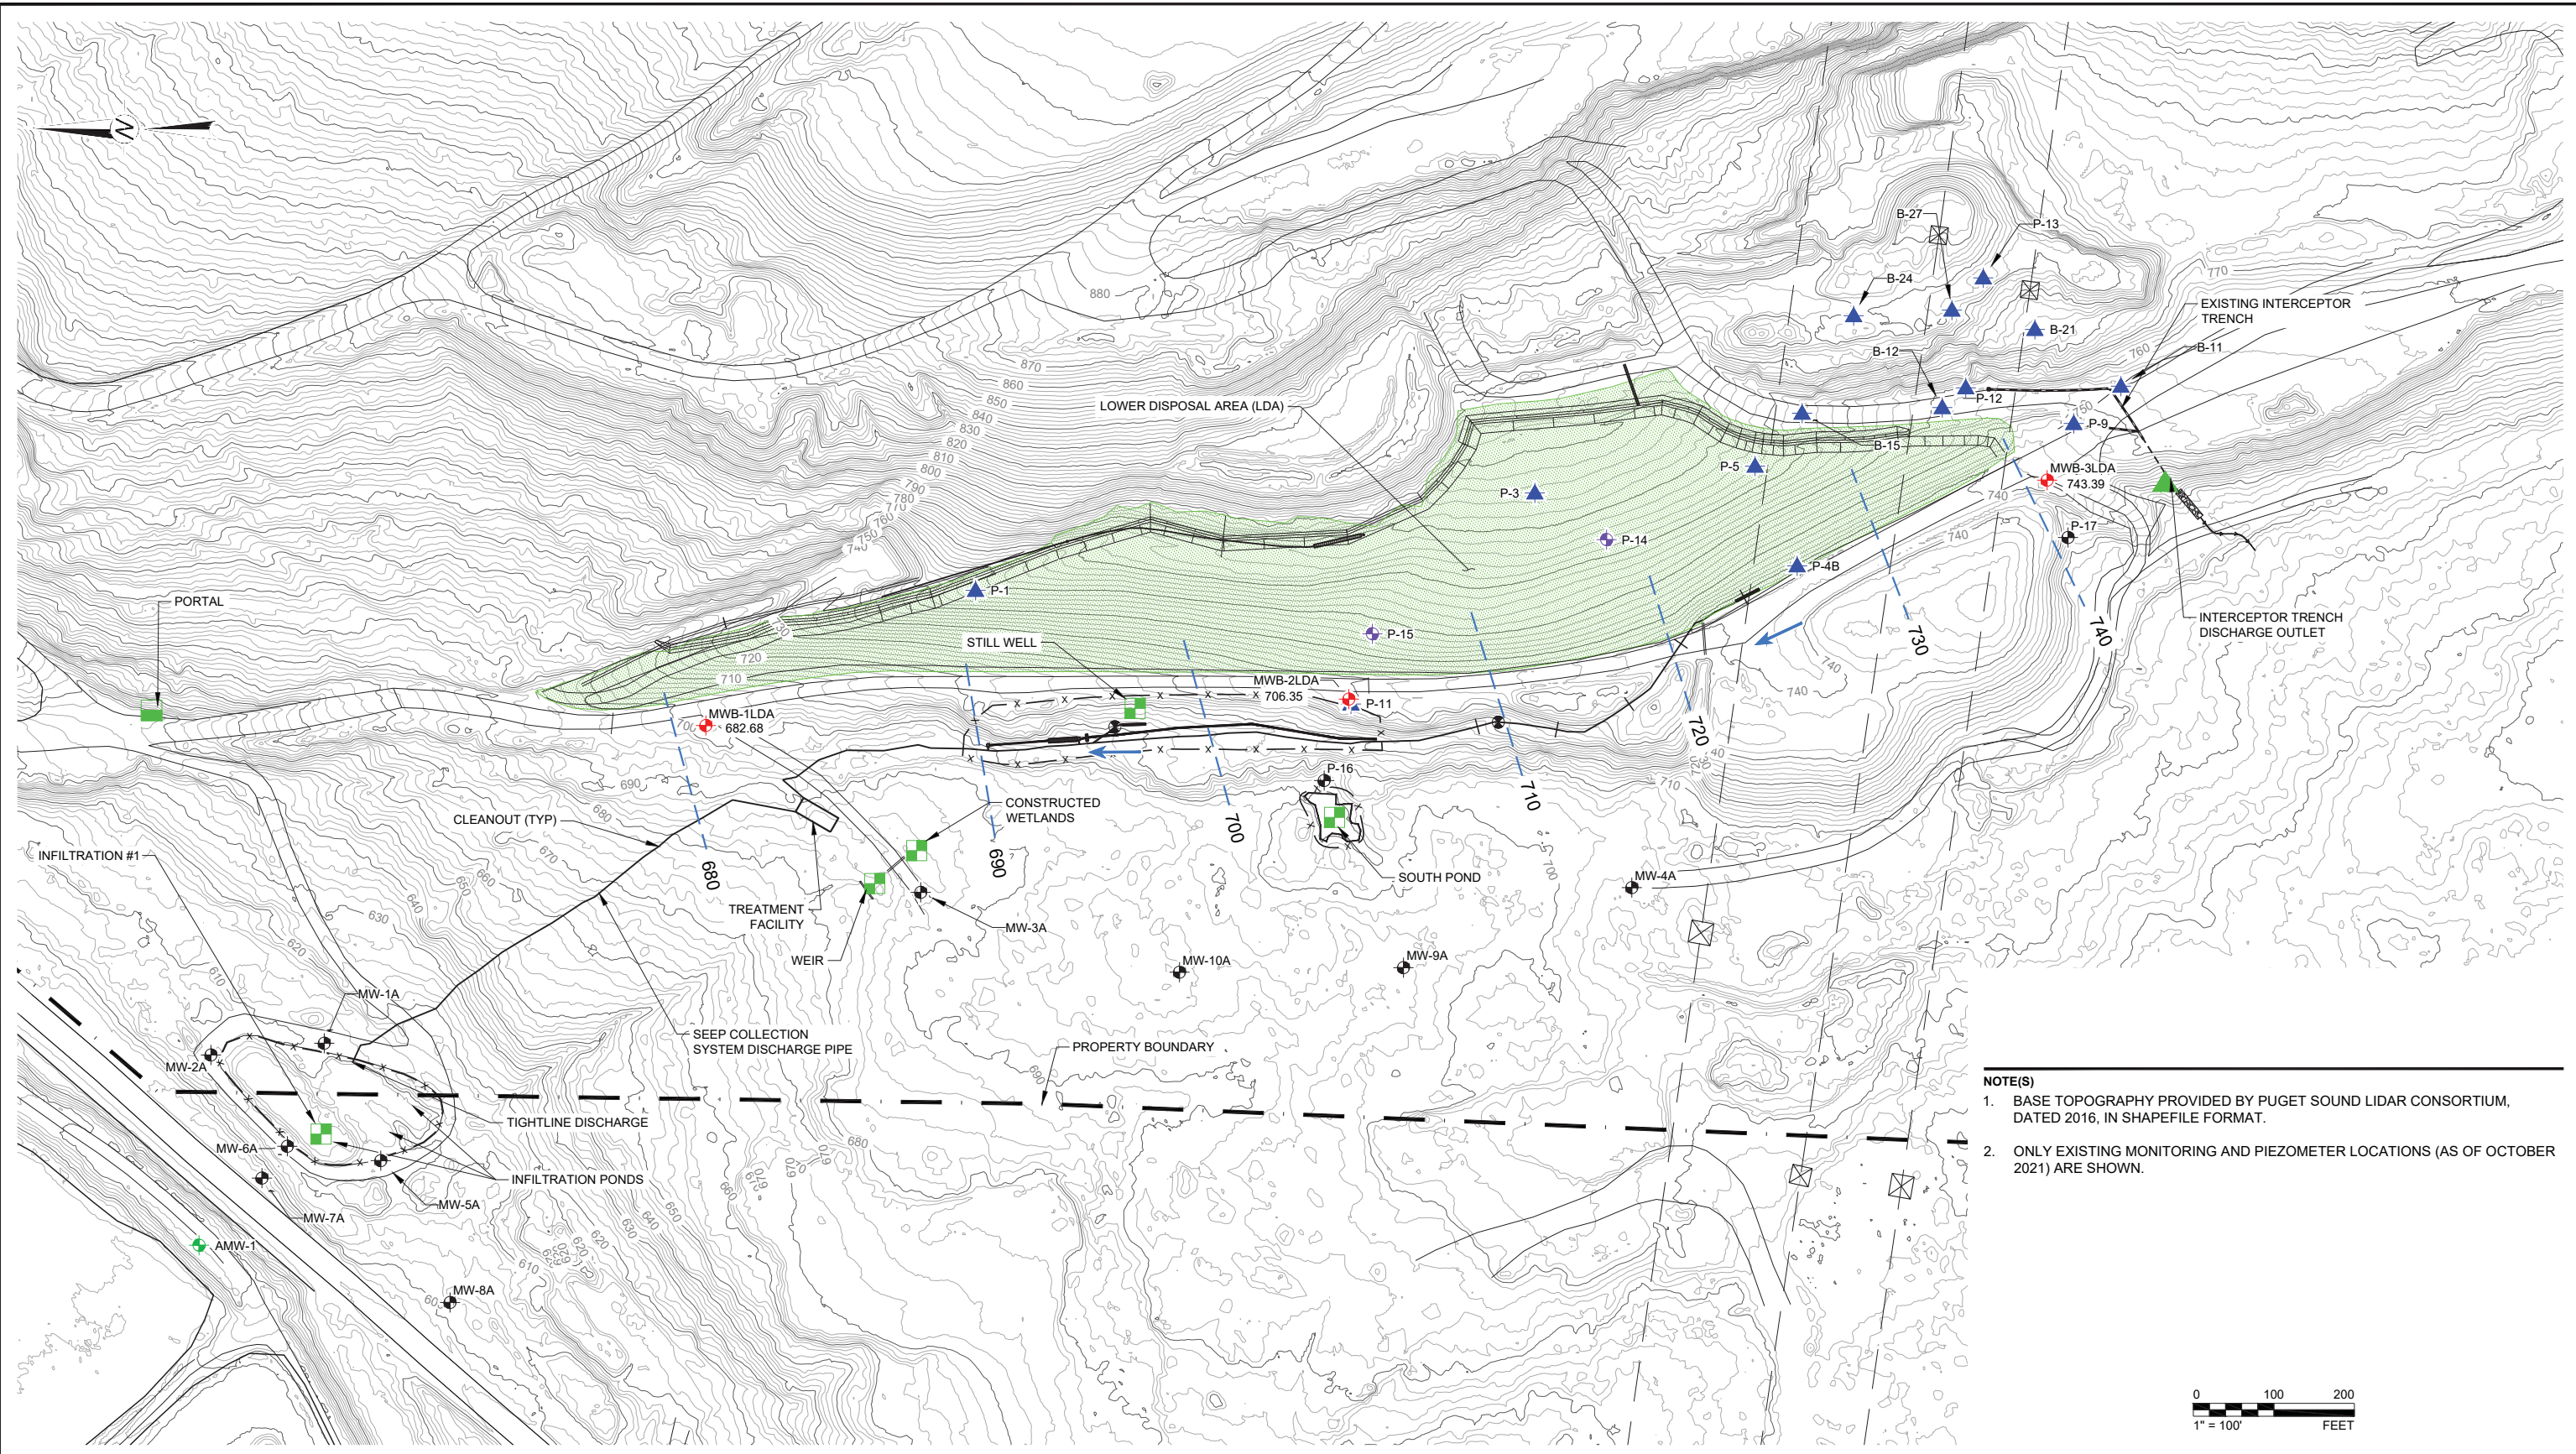 N
880
870
860
850
840
830
820
810
800
790
780
770
760
750
740
B-27
P-13
B-24
770
EXISTING INTERCEPTOR
TRENCH
B-21
B-12
760
B-11
P-12
750
P-9
B-15
LOWER DISPOSAL AREA (LDA)
P-5
P-3
MWB-3LDA
743.39
740
P-17
740
P-14
P-4B
P-1
PORTAL
INTERCEPTOR TRENCH
DISCHARGE OUTLET
730
740
730
STILL WELL
P-15
720
740
710
740
MWB-2LDA
706.35
P-11
700
MWB-1LDA
682.68
720
P-16
710
690
680
CONSTRUCTED
WETLANDS
710
CLEANOUT (TYP)
700
INFILTRATION #1
670
660
650
690
680
700
SOUTH POND
MW-4A
TREATMENT
FACILITY
640
630
MW-3A
620
WEIR
MW-10A
MW-9A
610
MW-1A
SEEP COLLECTION
SYSTEM DISCHARGE PIPE
PROPERTY BOUNDARY
MW-2A
690
TIGHTLINE DISCHARGE
680
670
670
670
660
MW-6A
INFILTRATION PONDS
MW-5A
650
640
630
620
MW-7A
AMW-1
620
610
MW-8A
NOTE(S)
1. BASE TOPOGRAPHY PROVIDED BY PUGET SOUND LIDAR CONSORTIUM,
DATED 2016, IN SHAPEFILE FORMAT.
2. ONLY EXISTING MONITORING AND PIEZOMETER LOCATIONS (AS OF OCTOBER
2021) ARE SHOWN.
0 100 200
1" = 100' FEET